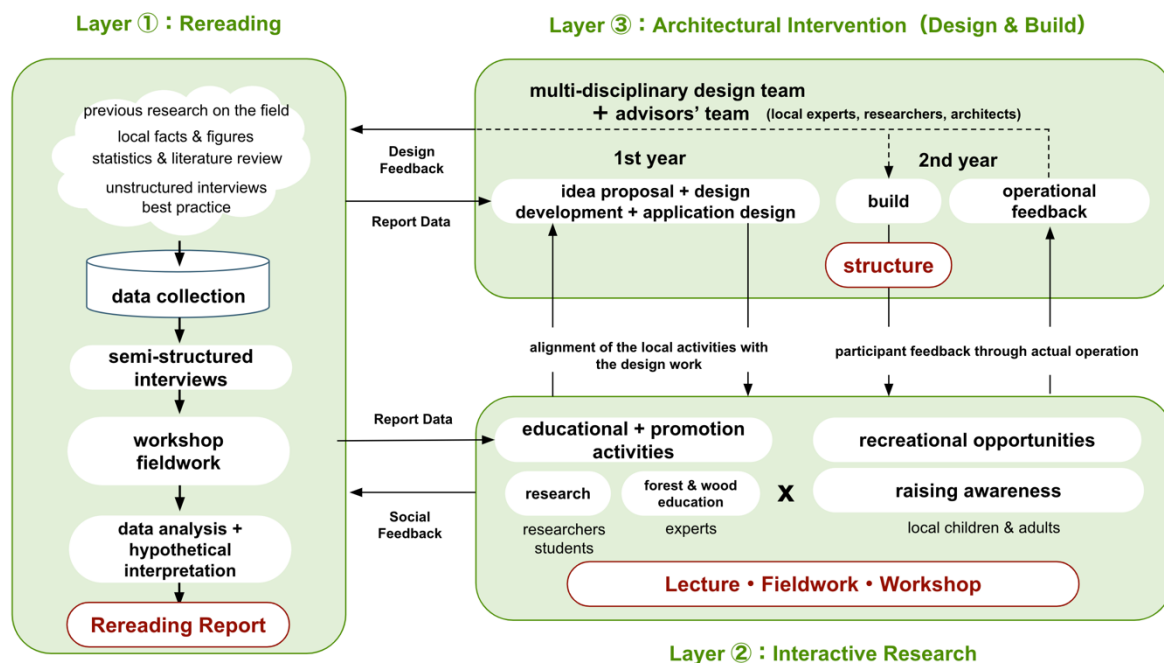 Layer ①：Rereading
previous research on the field
local facts & figures
statistics & literature review
unstructured interviews
best practice
data collection
semi-structured
interviews
workshop
fieldwork
data analysis +
hypothetical
interpretation
Rereading Report
Design
Feedback
Report Data
Report Data
Social
Feedback
Layer ③：Architectural Intervention（Design & Build）
multi-disciplinary design team
+ advisors' team (local experts, researchers, architects)
1st year
2nd year
idea proposal + design
development + application design
build
operational
feedback
structure
alignment of the local activities with
the design work
participant feedback through actual operation
educational + promotion
activities
research
forest & wood
education
researchers
students
experts
x
recreational opportunities
raising awareness
local children & adults
Lecture・Fieldwork・Workshop
Layer ②：Interactive Research